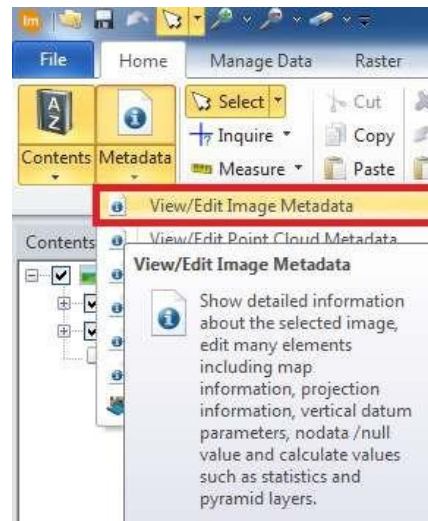 Im
File Home Manage Data Raster
A
Z
Select Cut
Inquire Copy
Contents Metadata Measure Paste
View/Edit Image Metadata
Contents View/Edit Point Cloud Metadata
View/Edit Image Metadata
Show detailed information
about the selected image,
edit many elements
including map
information, projection
information, vertical datum
parameters, nodata /null
value and calculate values
such as statistics and
pyramid layers.